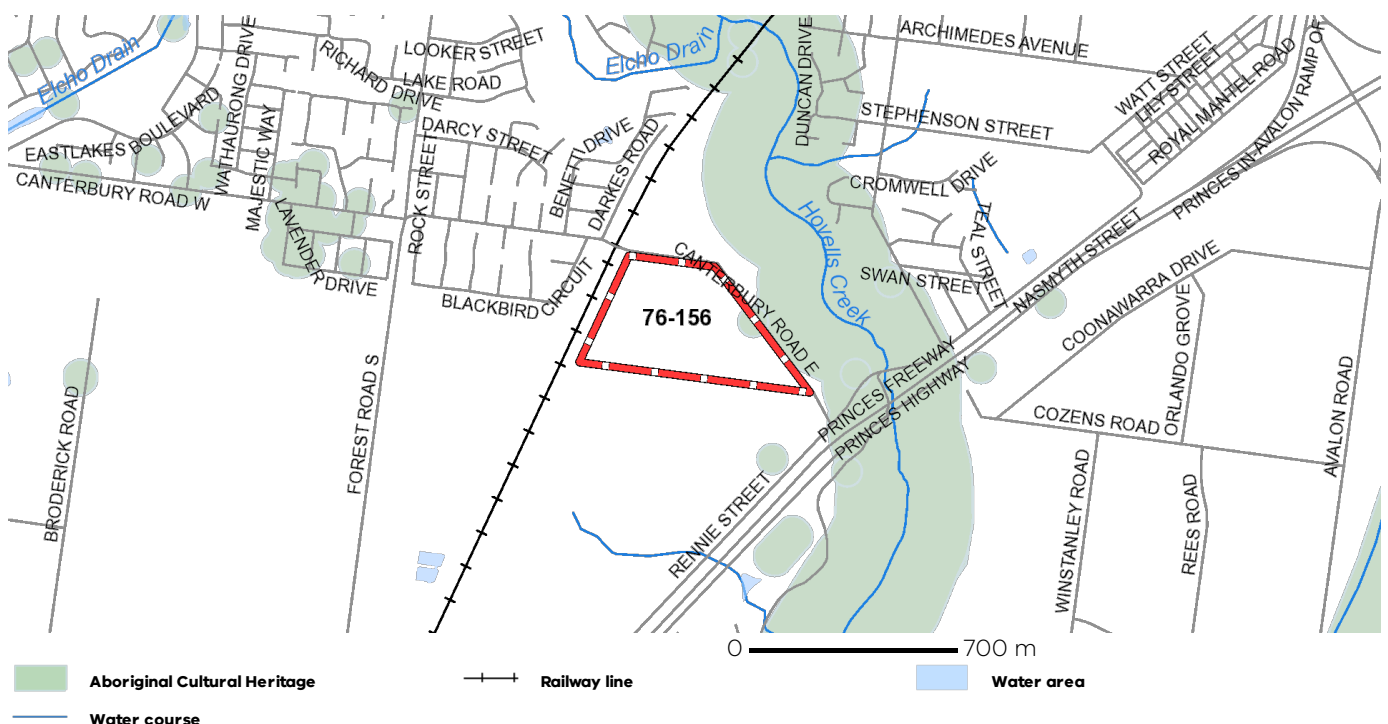 Elcho Drain
WATHAURONG DRIVE
RICHARD DRIVE
LOOKER STREET
LAKE ROAD
Elcho Drain
DUNCAN DRIVE
ARCHIMEDES AVENUE
WATT STREET
LILY STREET
ROYAL MANTEL ROAD
PRINCES IN-AVALON RAMP OF
EASTLAKES BOULEVARD
MAJESTIC WAY
DARCY STREET
BENETT DRIVE
DARKES ROAD
STEPHENSON STREET
CANTERBURY ROAD W
LAVENDER DRIVE
ROCK STREET
CROMWELL DRIVE
TEAL STREET
Hovells Creek
SWAN STREET
NASMYTH STREET
COONAWARRA DRIVE
ORLANDO GROVE
BLACKBIRD CIRCUIT
CANTERBURY ROAD E
76-156
PRINCES FREEWAY
PRINCES HIGHWAY
BRODERICK ROAD
FOREST ROAD S
RENNIE STREET
COZENS ROAD
AVALON ROAD
WINSTANLEY ROAD
REES ROAD
0 700 m
Aboriginal Cultural Heritage
Railway line
Water area
Water course